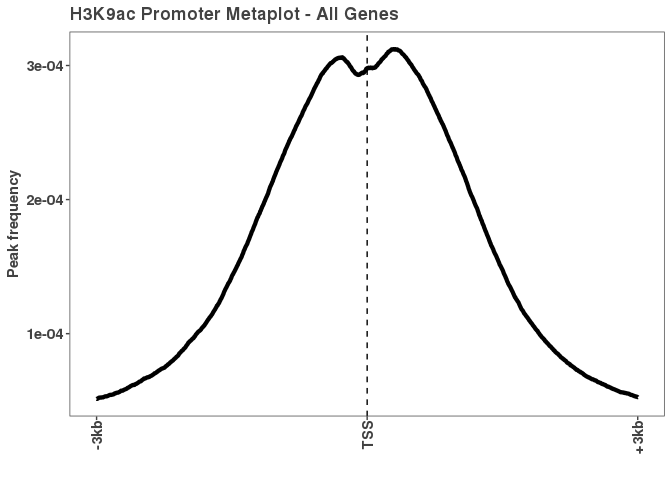 H3K9ac Promoter Metaplot - All Genes
Peak frequency
3e-04
2e-04
1e-04
-3kb
TSS
+3kb